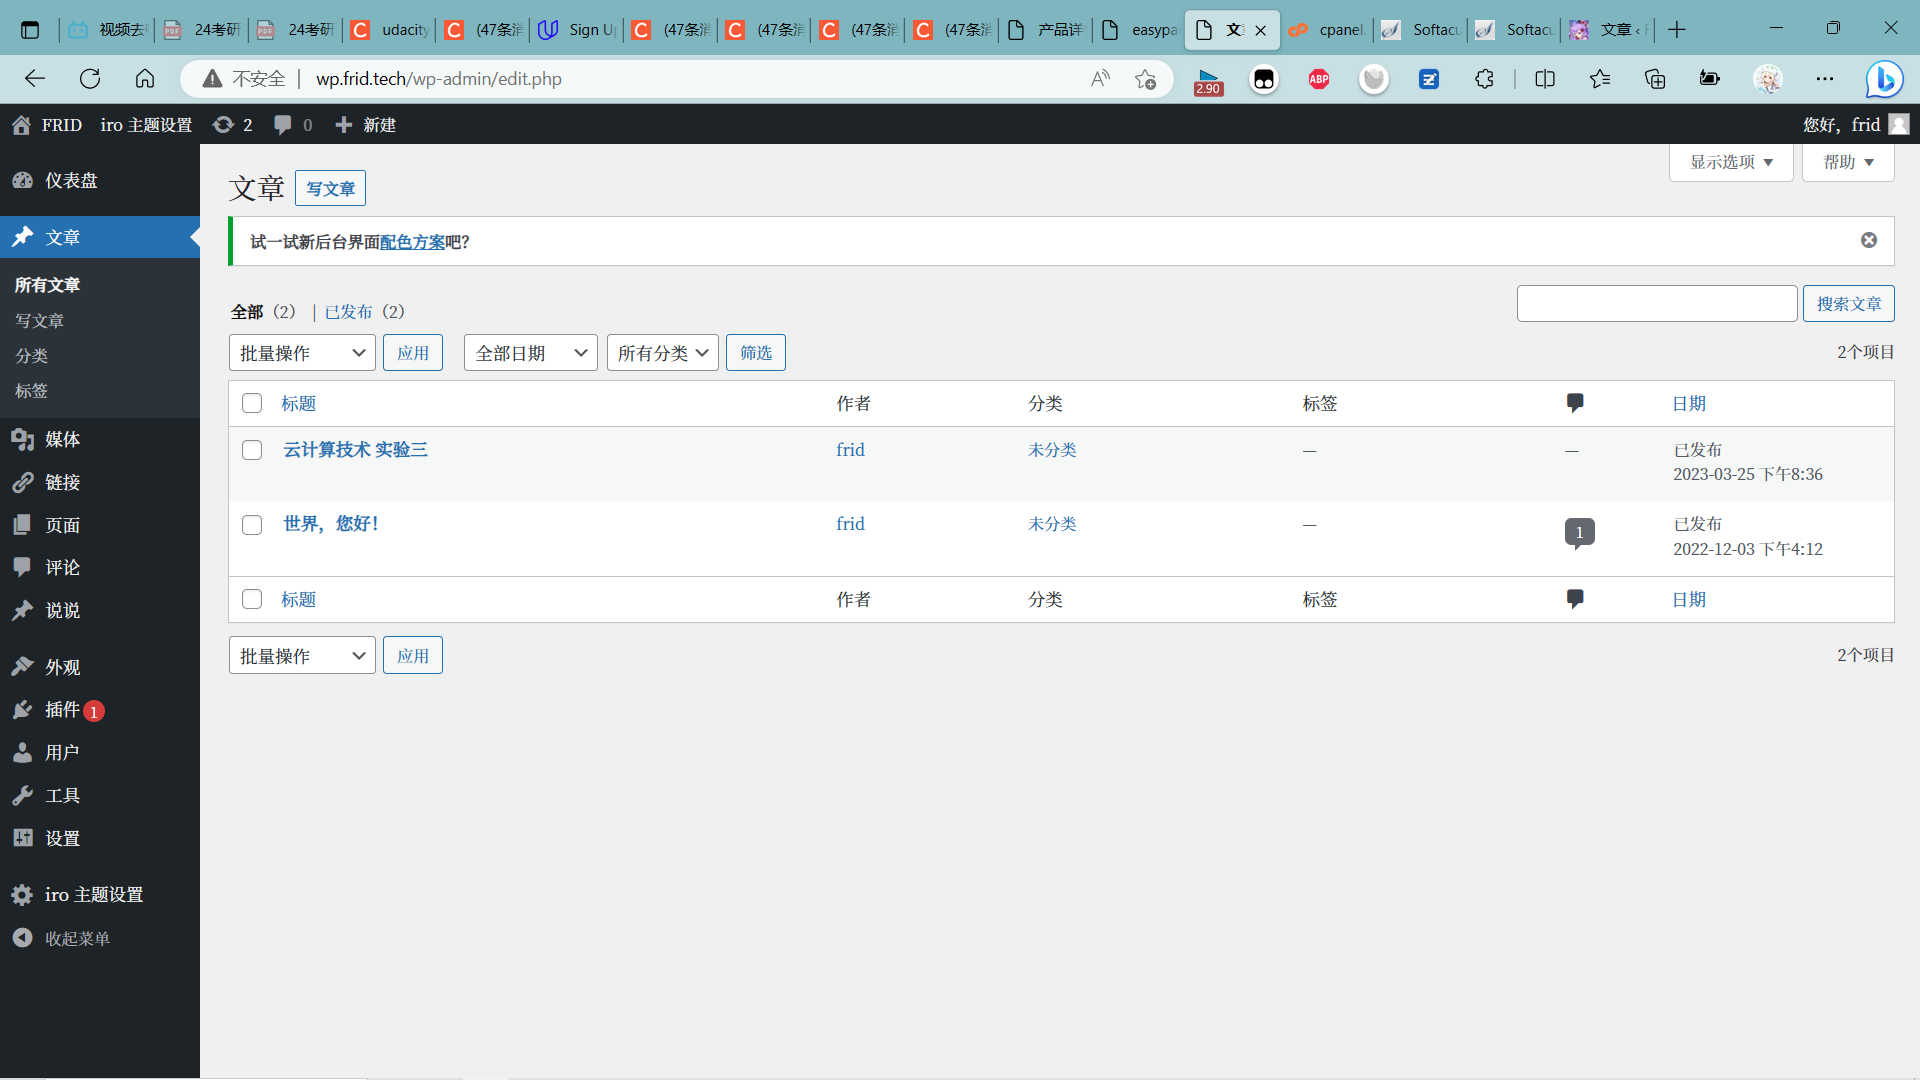 视频去
24考研
24考研
udacity
(47条消
Sign Up
(47条消
(47条消
(47条消
(47条消
产品详
easypa
文
cpanel.
Softacu
Softacu
文章 ‹
不安全
wp.frid.tech/wp-admin/edit.php
2.90
ABP
FRID
iro 主题设置
2
0
新建
您好，frid
仪表盘
文章
所有文章
写文章
分类
标签
媒体
链接
页面
评论
说说
外观
插件 1
用户
工具
设置
iro 主题设置
收起菜单
显示选项
帮助
文章
写文章
试一试新后台界面配色方案吧？
全部（2） | 已发布（2）
搜索文章
批量操作
应用
全部日期
所有分类
筛选
2个项目
标题 作者 分类 标签 日期
云计算技术 实验三 frid 未分类 — — 已发布
2023-03-25 下午8:36
世界，您好！ frid 未分类 — 1 已发布
2022-12-03 下午4:12
标题 作者 分类 标签 日期
批量操作
应用
2个项目